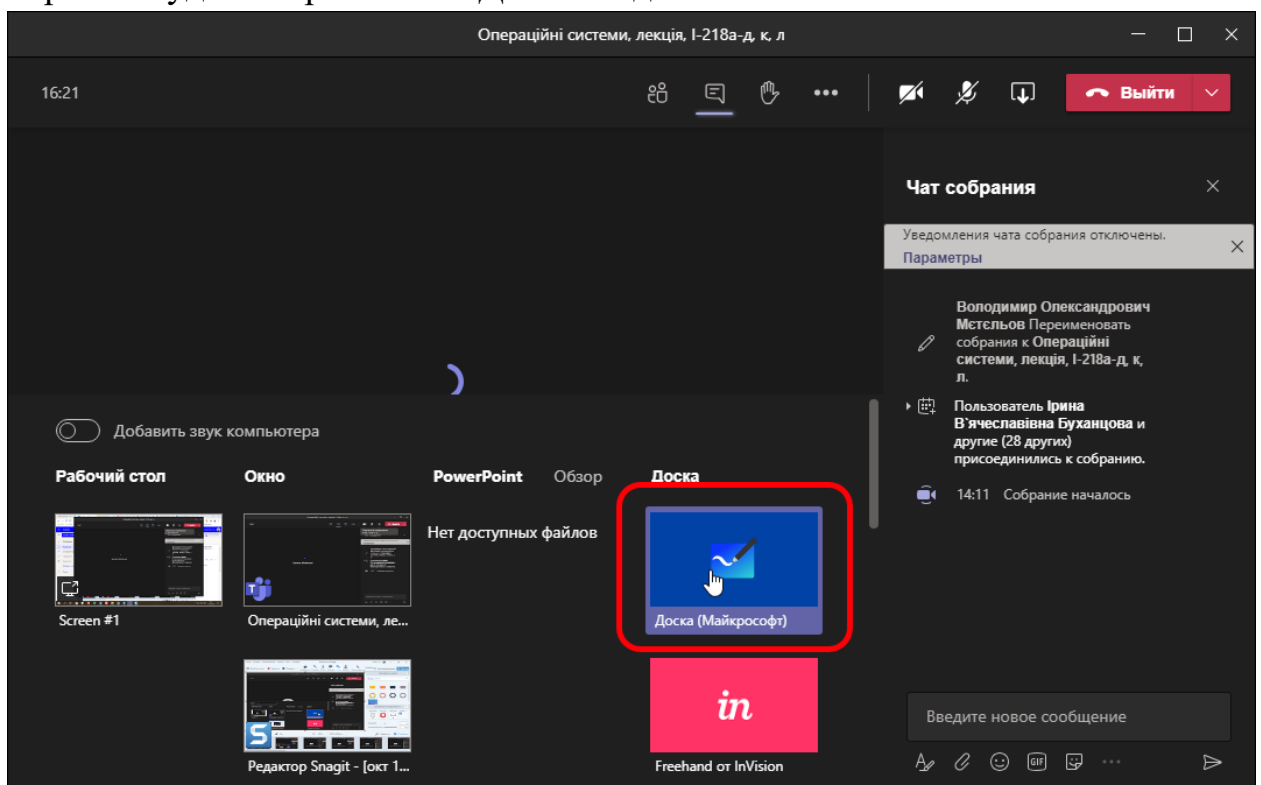 Операційні системи, лекція, І-218а-д, к, л
16:21
Выйти
Чат собрания
Уведомления чата собрания отключены.
Параметры
Володимир Олександрович
Мєтєльов Переименовать
собрания к Операційні
системи, лекція, І-218а-д, к,
л.
Пользователь Ірина
В`ячеславівна Буханцова и
другие (28 других)
присоединились к собранию.
14:11 Собрание началось
Добавить звук компьютера
Рабочий стол
Окно
PowerPoint
Обзор
Доска
Нет доступных файлов
Screen #1
Операційні системи, ле...
Доска (Майкрософт)
in
Редактор Snagit - [окт 1...
Freehand от InVision
Введите новое сообщение
GIF